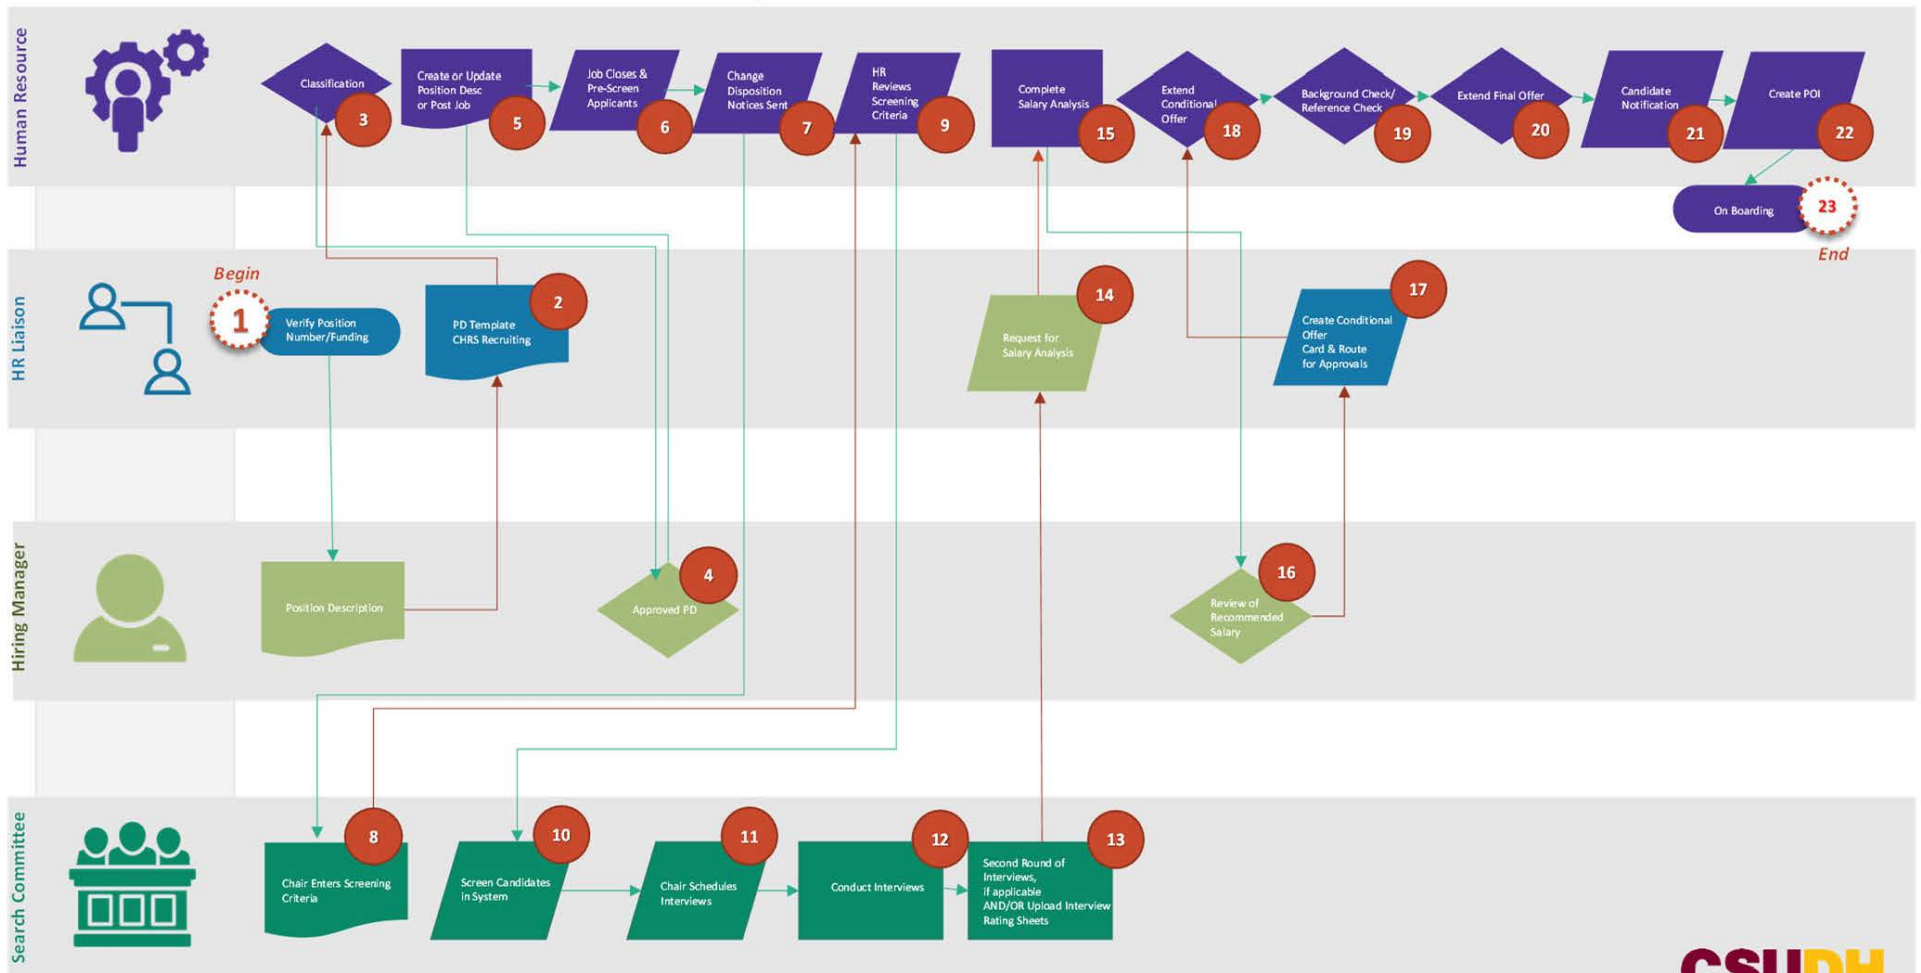 Human Resource
Classification
3
Create or Update
Position Desc
or Post Job
5
Job Closes &
Pre-Screen
Applicants
6
Change
Disposition
Notices Sent
7
HR
Reviews
Screening
Criteria
9
Complete
Salary Analysis
15
Extend
Conditional
Offer
18
Background Check/
Reference Check
19
Extend Final Offer
20
Candidate
Notification
21
Create POI
22
On Boarding
23
End
HR Liaison
Begin
1
Verify Position
Number/Funding
2
PD Template
CHRS Recruiting
14
Request for
Salary Analysis
17
Create Conditional
Offer
Card & Route
for Approvals
Hiring Manager
Position Description
4
Approved PD
16
Review of
Recommended
Salary
Search Committee
8
Chair Enters Screening
Criteria
10
Screen Candidates
in System
11
Chair Schedules
Interviews
12
Conduct Interviews
13
Second Round of
Interviews,
if applicable
AND/OR Upload Interview
Rating Sheets
CSUDH